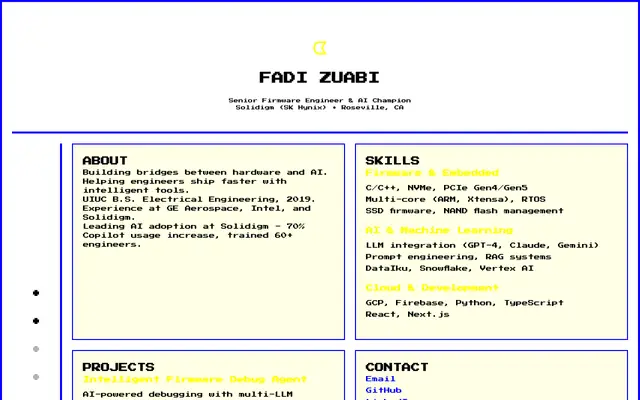 FADI ZUABI
Senior Firmware Engineer & AI Champion
Solidigm (SK Hynix) • Roseville, CA
ABOUT
Building bridges between hardware and AI.
Helping engineers ship faster with
intelligent tools.
UIUC B.S. Electrical Engineering, 2019.
Experience at GE Aerospace, Intel, and
Solidigm.
Leading AI adoption at Solidigm - 70%
Copilot usage increase, trained 60+
engineers.
SKILLS
Firmware & Embedded
C/C++, NVMe, PCIe Gen4/Gen5
Multi-core (ARM, Xtensa), RTOS
SSD firmware, NAND flash management
AI & Machine Learning
LLM integration (GPT-4, Claude, Gemini)
Prompt engineering, RAG systems
DataIku, Snowflake, Vertex AI
Cloud & Development
GCP, Firebase, Python, TypeScript
React, Next.js
PROJECTS
Intelligent Firmware Debug Agent
AI-powered debugging with multi-LLM
CONTACT
Email
GitHub